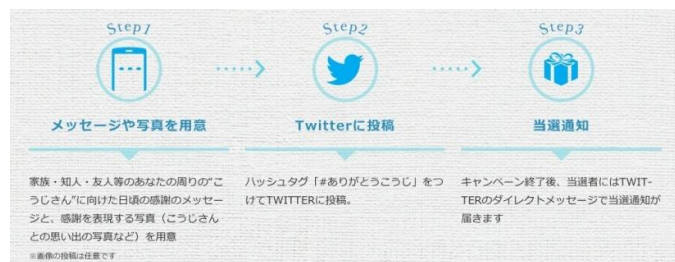 Step1
Step2
Step3
メッセージや写真を用意
Twitterに投稿
当選通知
家族・知人・友人等のあなたの周りの"こ
うじさん"に向けた日頃の感謝のメッセー
ジと、感謝を表現する写真（こうじさん
との思い出の写真など）を用意
※画像の投稿は任意です
ハッシュタグ「#ありがとうこうじ」をつ
けてTWITTERに投稿。
キャンペーン終了後、当選者にはTWIT-
TERのダイレクトメッセージで当選通知が
届きます